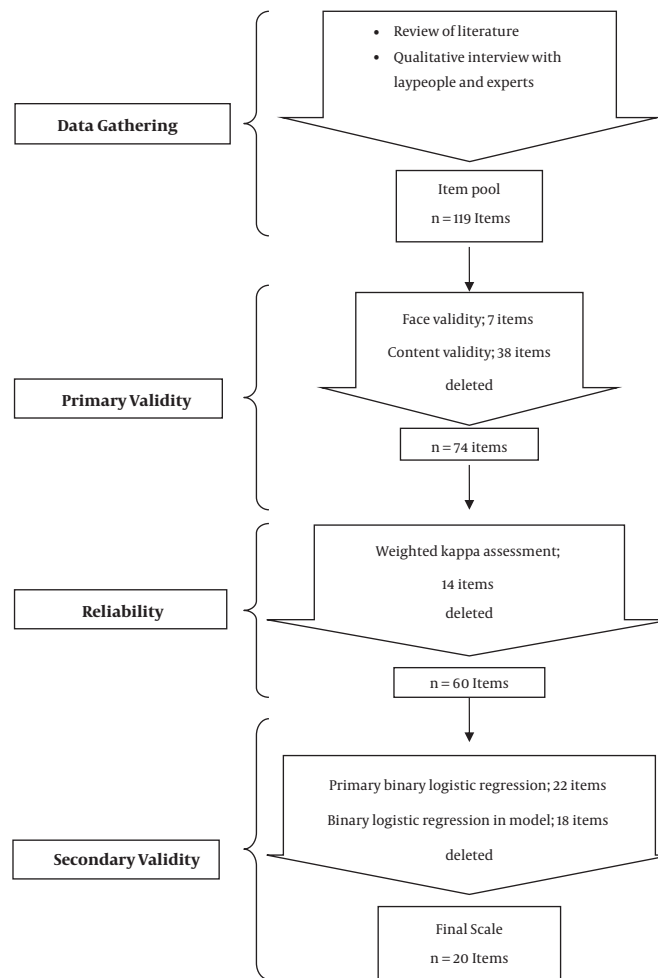 • Review of literature
• Qualitative interview with
laypeople and experts
Data Gathering
Item pool
n = 119 Items
Face validity; 7 items
Content validity; 38 items
deleted
Primary Validity
n = 74 items
Weighted kappa assessment;
14 items
deleted
Reliability
n = 60 Items
Primary binary logistic regression; 22 items
Binary logistic regression in model; 18 items
deleted
Secondary Validity
Final Scale
n = 20 Items